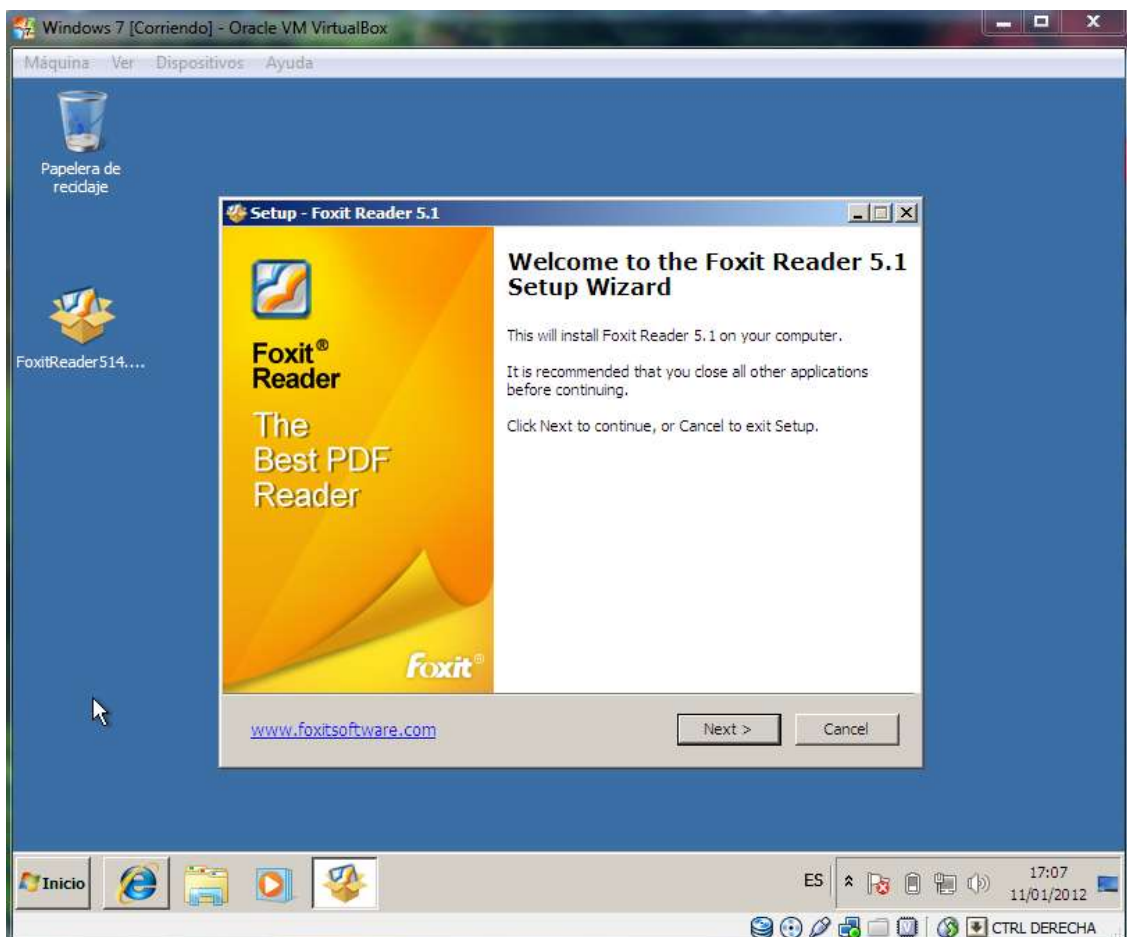 Windows 7 [Corriendo] - Oracle VM VirtualBox
Máquina Ver Dispositivos Ayuda
Papelera de
reciclaje
FoxitReader514....
Setup - Foxit Reader 5.1
Foxit®
Reader
The
Best PDF
Reader
foxit®
Welcome to the Foxit Reader 5.1
Setup Wizard
This will install Foxit Reader 5.1 on your computer.
It is recommended that you close all other applications
before continuing.
Click Next to continue, or Cancel to exit Setup.
www.foxitsoftware.com
Next >
Cancel
Inicio
ES
17:07
11/01/2012
CTRL DERECHA